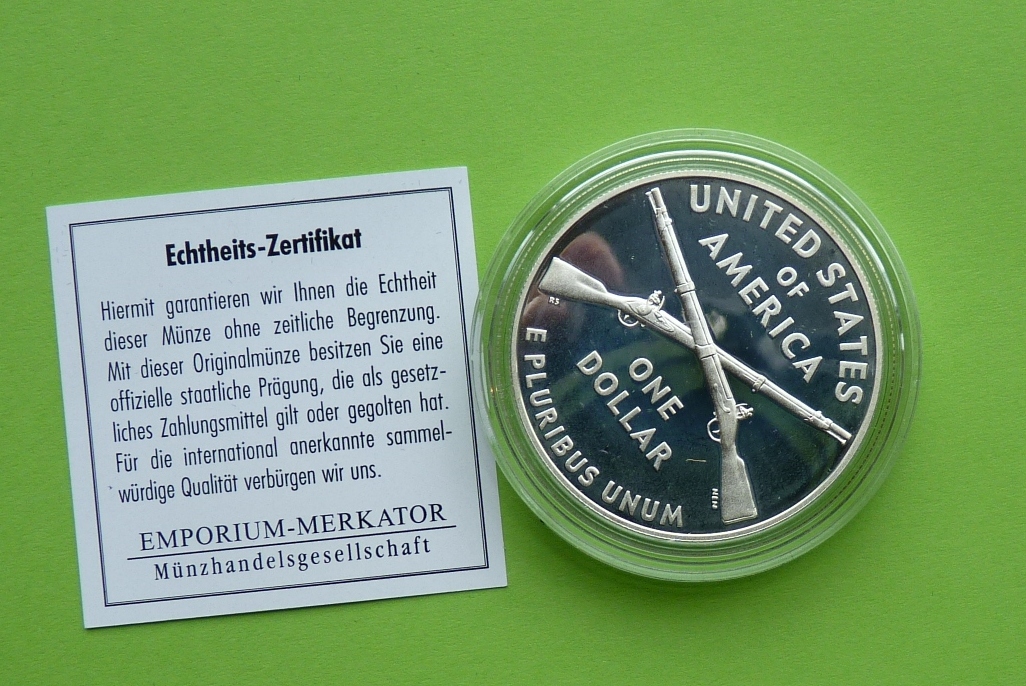 Echtheits-Zertifikat
Hiermit garantieren wir Ihnen die Echtheit
dieser Münze ohne zeitliche Begrenzung.
Mit dieser Originalmünze besitzen Sie eine
offizielle staatliche Prägung, die als gesetz-
liches Zahlungsmittel gilt oder gegolten hat.
Für die international anerkannte sammel-
würdige Qualität verbürgen wir uns.
EMPORIUM-MERKATOR
Münzhandelsgesellschaft
UNITED STATES
OF
AMERICA
RS
ONE
DOLLAR
E PLURIBUS UNUM